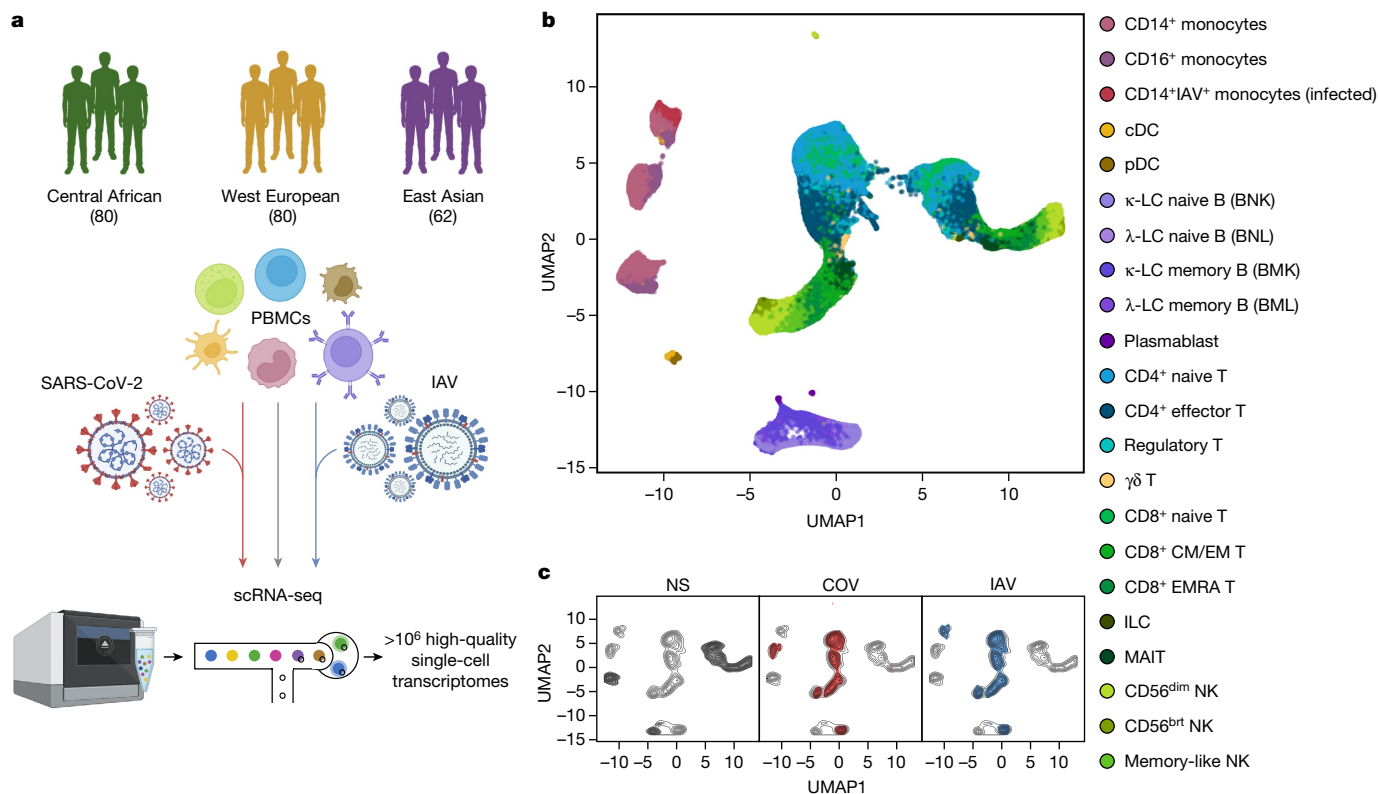 a
Central African
(80)
West European
(80)
East Asian
(62)
PBMCs
SARS-CoV-2
IAV
scRNA-seq
>10⁶ high-quality
single-cell
transcriptomes
b
UMAP2
10
5
0
−5
−10
−15
−10
−5
0
5
10
UMAP1
CD14⁺ monocytes
CD16⁺ monocytes
CD14⁺IAV⁺ monocytes (infected)
cDC
pDC
κ-LC naive B (BNK)
λ-LC naive B (BNL)
κ-LC memory B (BMK)
λ-LC memory B (BML)
Plasmablast
CD4⁺ naive T
CD4⁺ effector T
Regulatory T
γδ T
CD8⁺ naive T
CD8⁺ CM/EM T
CD8⁺ EMRA T
ILC
MAIT
CD56ᵈⁱᵐ NK
CD56ᵇʳᵗ NK
Memory-like NK
c
NS
COV
IAV
UMAP2
10
5
0
−5
−10
−15
−10 −5 0 5 10
−10 −5 0 5 10
−10 −5 0 5 10
UMAP1